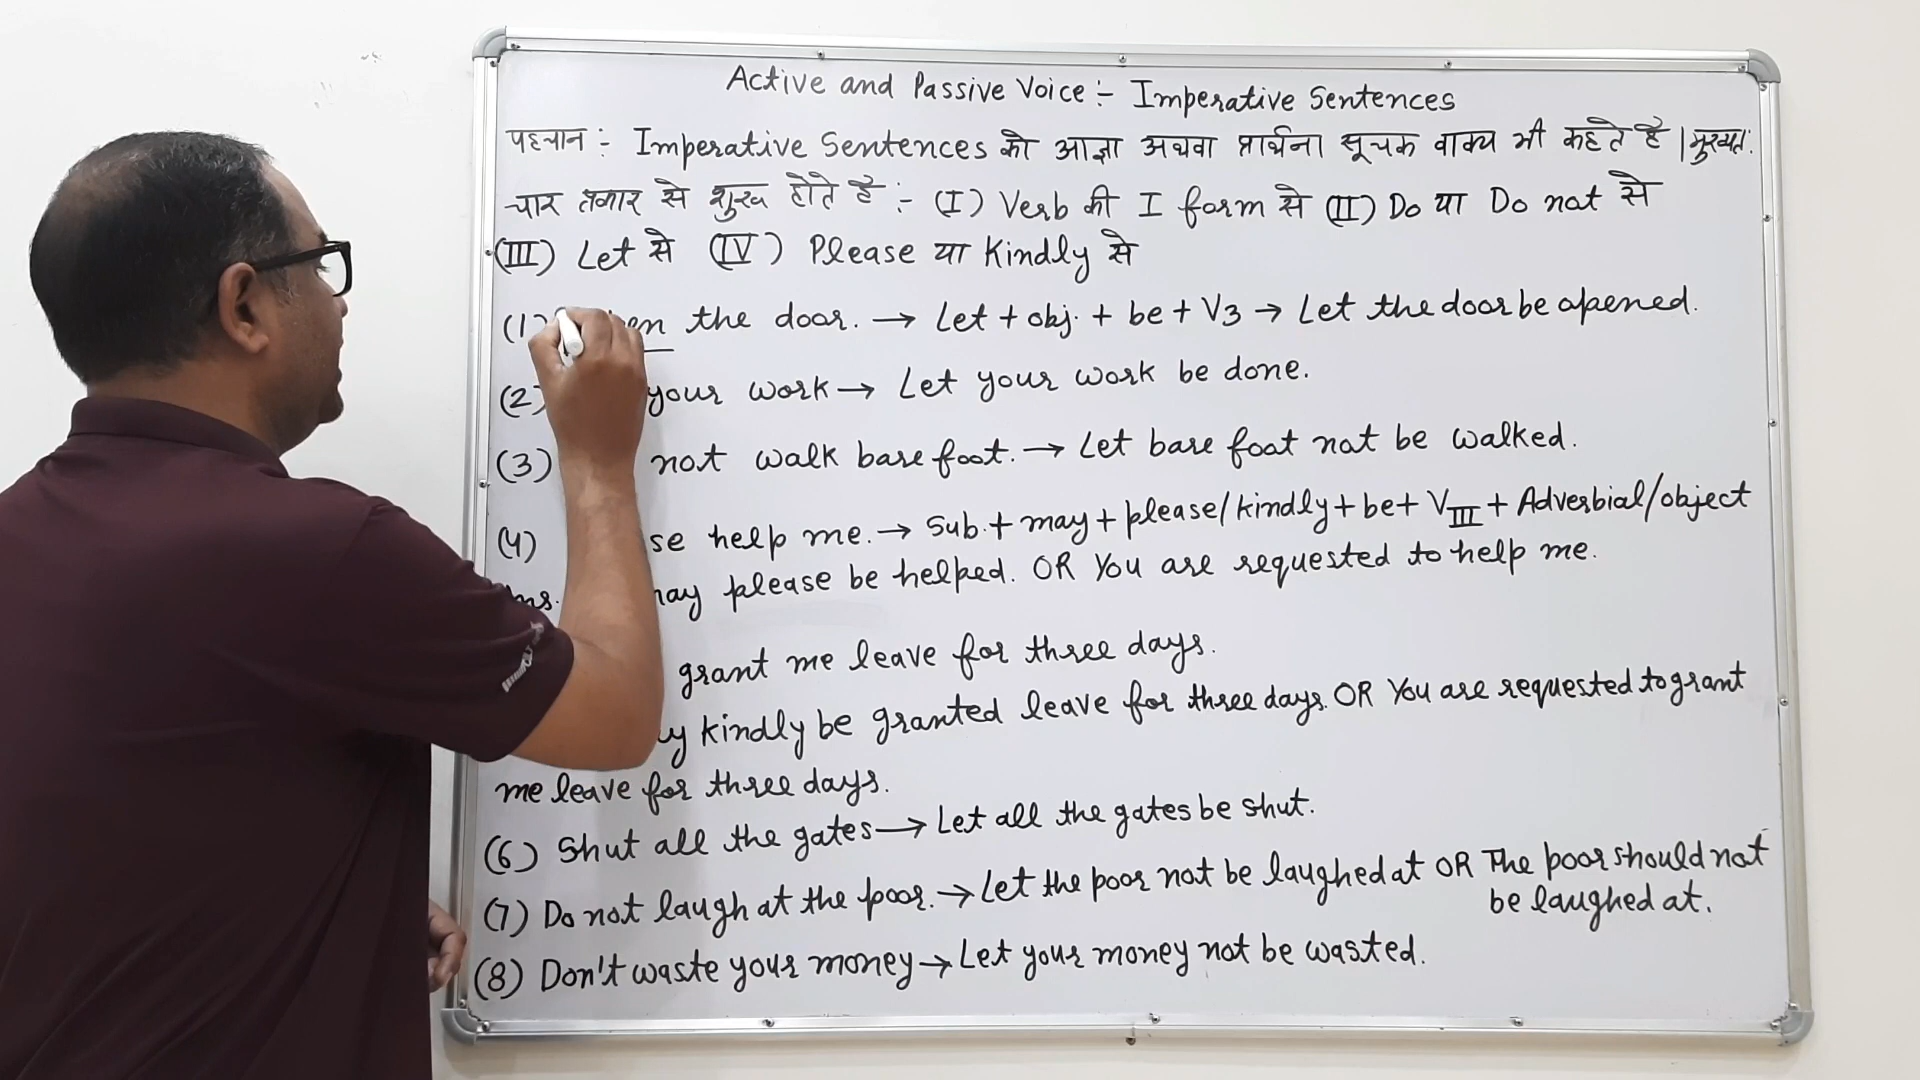 Active and Passive Voice :- Imperative Sentences
पहचान :- Imperative Sentences को आज्ञा अथवा प्रार्थना सूचक वाक्य भी कहते है | मुख्यतः
चार प्रकार से शुरू होते है :- (I) Verb की I form से (II) Do या Do not से
(III) Let से (IV) Please या Kindly से
(1) the door. → Let + obj. + be + V3 → Let the door be opened.
(2) your work → Let your work be done.
(3) not walk bare foot. → Let bare foot not be walked.
(4) help me. → Sub. + may + please/kindly + be + VIII + Adverbial/object
please be helped. OR You are requested to help me.
grant me leave for three days.
kindly be granted leave for three days. OR You are requested to grant
me leave for three days.
(6) Shut all the gates → Let all the gates be shut.
(7) Do not laugh at the poor. → Let the poor not be laughed at OR The poor should not
be laughed at.
(8) Don't waste your money → Let your money not be wasted.